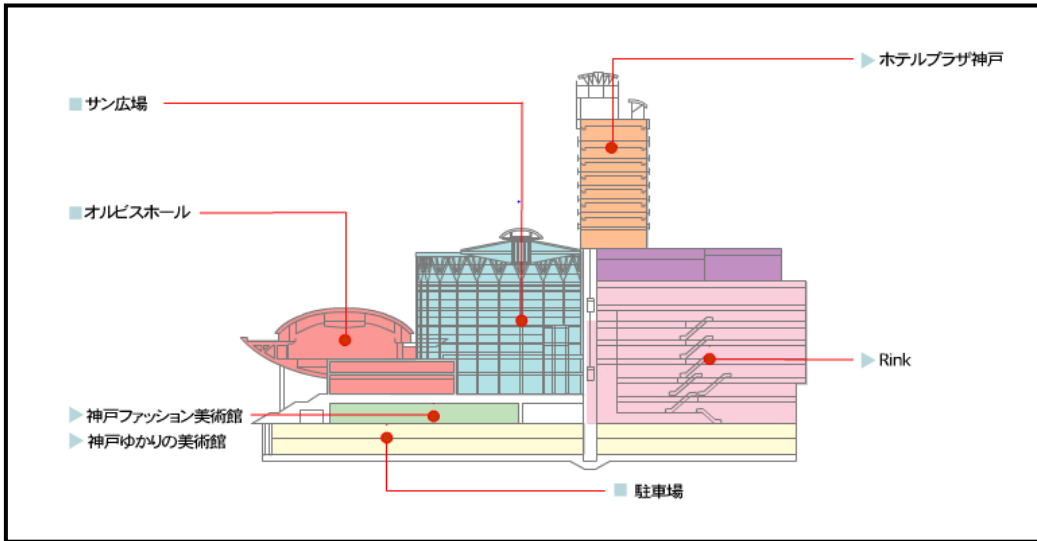 ホテルプラザ神戸
サン広場
オルビスホール
Rink
神戸ファッション美術館
神戸ゆかりの美術館
駐車場